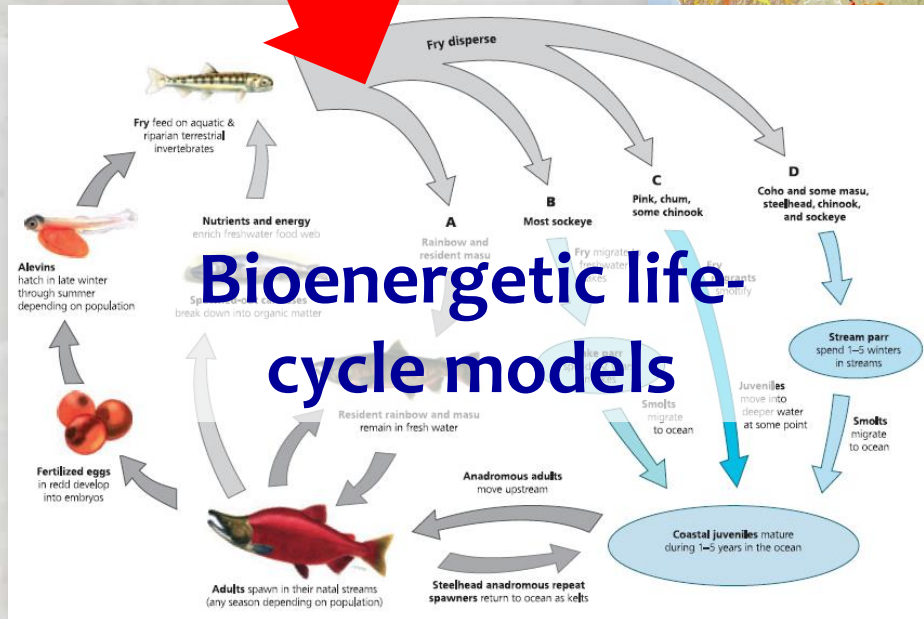 Fry disperse
Fry feed on aquatic &
riparian terrestrial
invertebrates
A
Rainbow and
resident masu
B
Most sockeye
C
Pink, chum,
some chinook
D
Coho and some masu,
steelhead, chinook,
and sockeye
Nutrients and energy
enrich freshwater food web
Alevins
hatch in late winter
through summer
depending on population
break down into organic matter
Fry migrate to
freshwater
Bioenergetic life-
cycle models
Stream parr
spend 1–5 winters
in streams
Resident rainbow and masu
remain in fresh water
Smolts
migrate
to ocean
Juveniles
move into
deeper water
at some point
Smolts
migrate
to ocean
Fertilized eggs
in redd develop
into embryos
Anadromous adults
move upstream
Coastal juveniles mature
during 1–5 years in the ocean
Adults spawn in their natal streams
(any season depending on population)
Steelhead anadromous repeat
spawners return to ocean as kelts